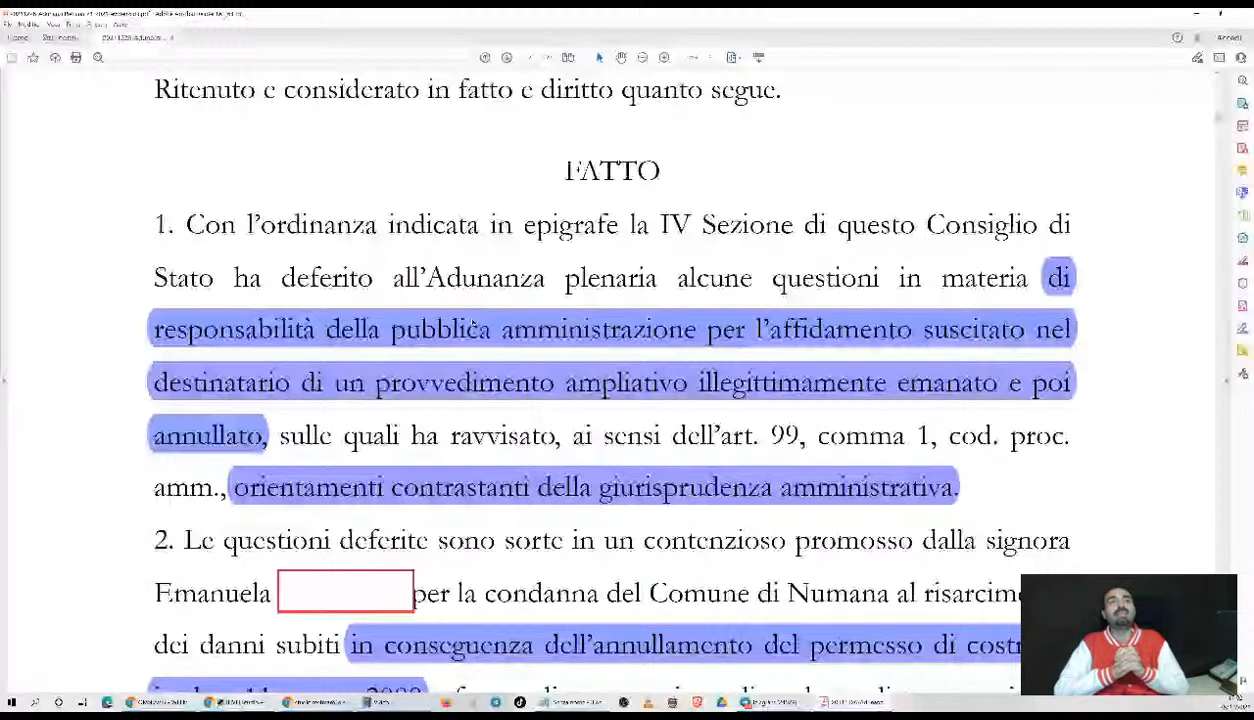 Ritenuto e considerato in fatto e diritto quanto segue.
FATTO
1. Con l’ordinanza indicata in epigrafe la IV Sezione di questo Consiglio di
Stato ha deferito all’Adunanza plenaria alcune questioni in materia di
responsabilità della pubblica amministrazione per l’affidamento suscitato nel
destinatario di un provvedimento ampliativo illegittimamente emanato e poi
annullato, sulle quali ha ravvisato, ai sensi dell’art. 99, comma 1, cod. proc.
amm., orientamenti contrastanti della giurisprudenza amministrativa.
2. Le questioni deferite sono sorte in un contenzioso promosso dalla signora
Emanuela per la condanna del Comune di Numana al risarcim
dei danni subiti in conseguenza dell’annullamento del permesso di costr